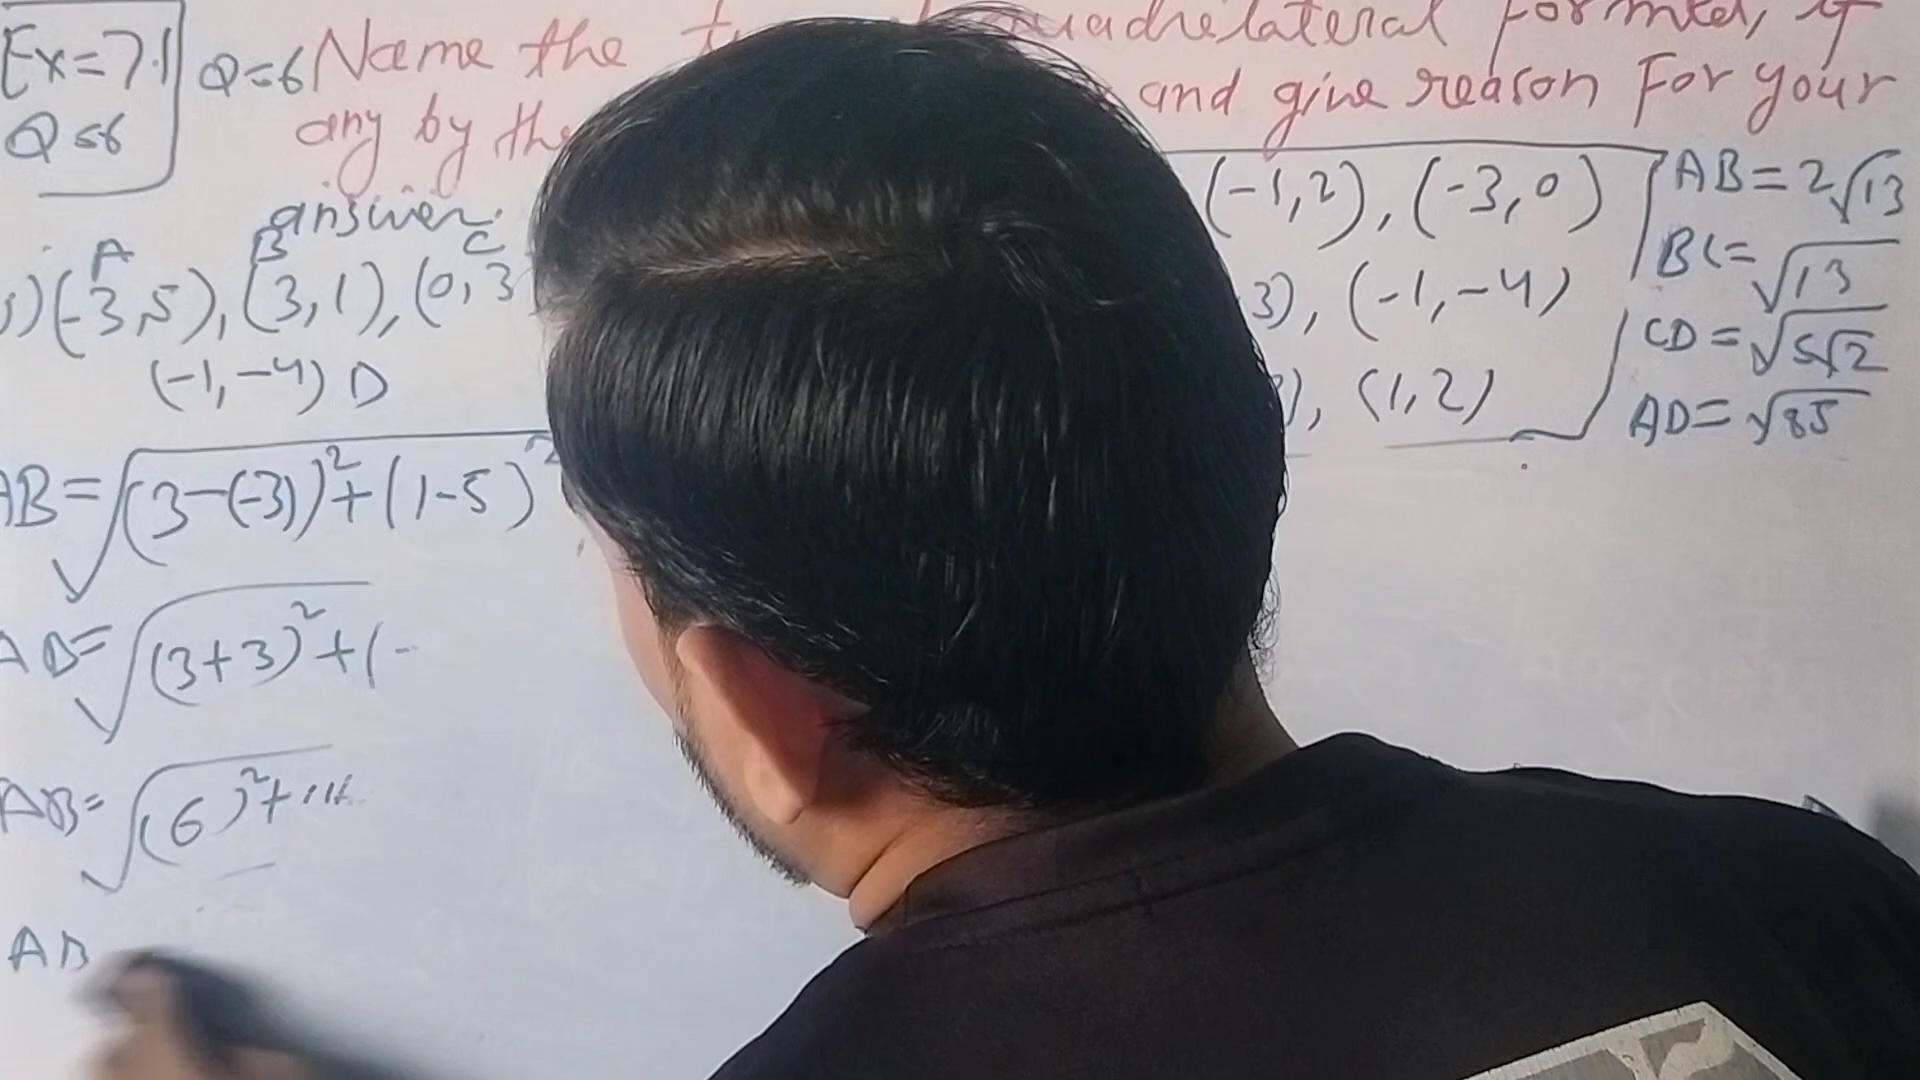 Ex=7.1
Q=6
Q=6 Name the quadrilateral formed, if
any by the and give reason for your
answer.
A B C
(-3,5), (3,1), (0,3
(-1,-4) D
(-1,2), (-3,0)
3), (-1,-4)
), (1,2)
AB=2√13
BC=√13
CD=√5√2
AD=√85
AB=√(3-(-3))²+(1-5)²
AB=√(3+3)²+(-
AB=√(6)²+
AB